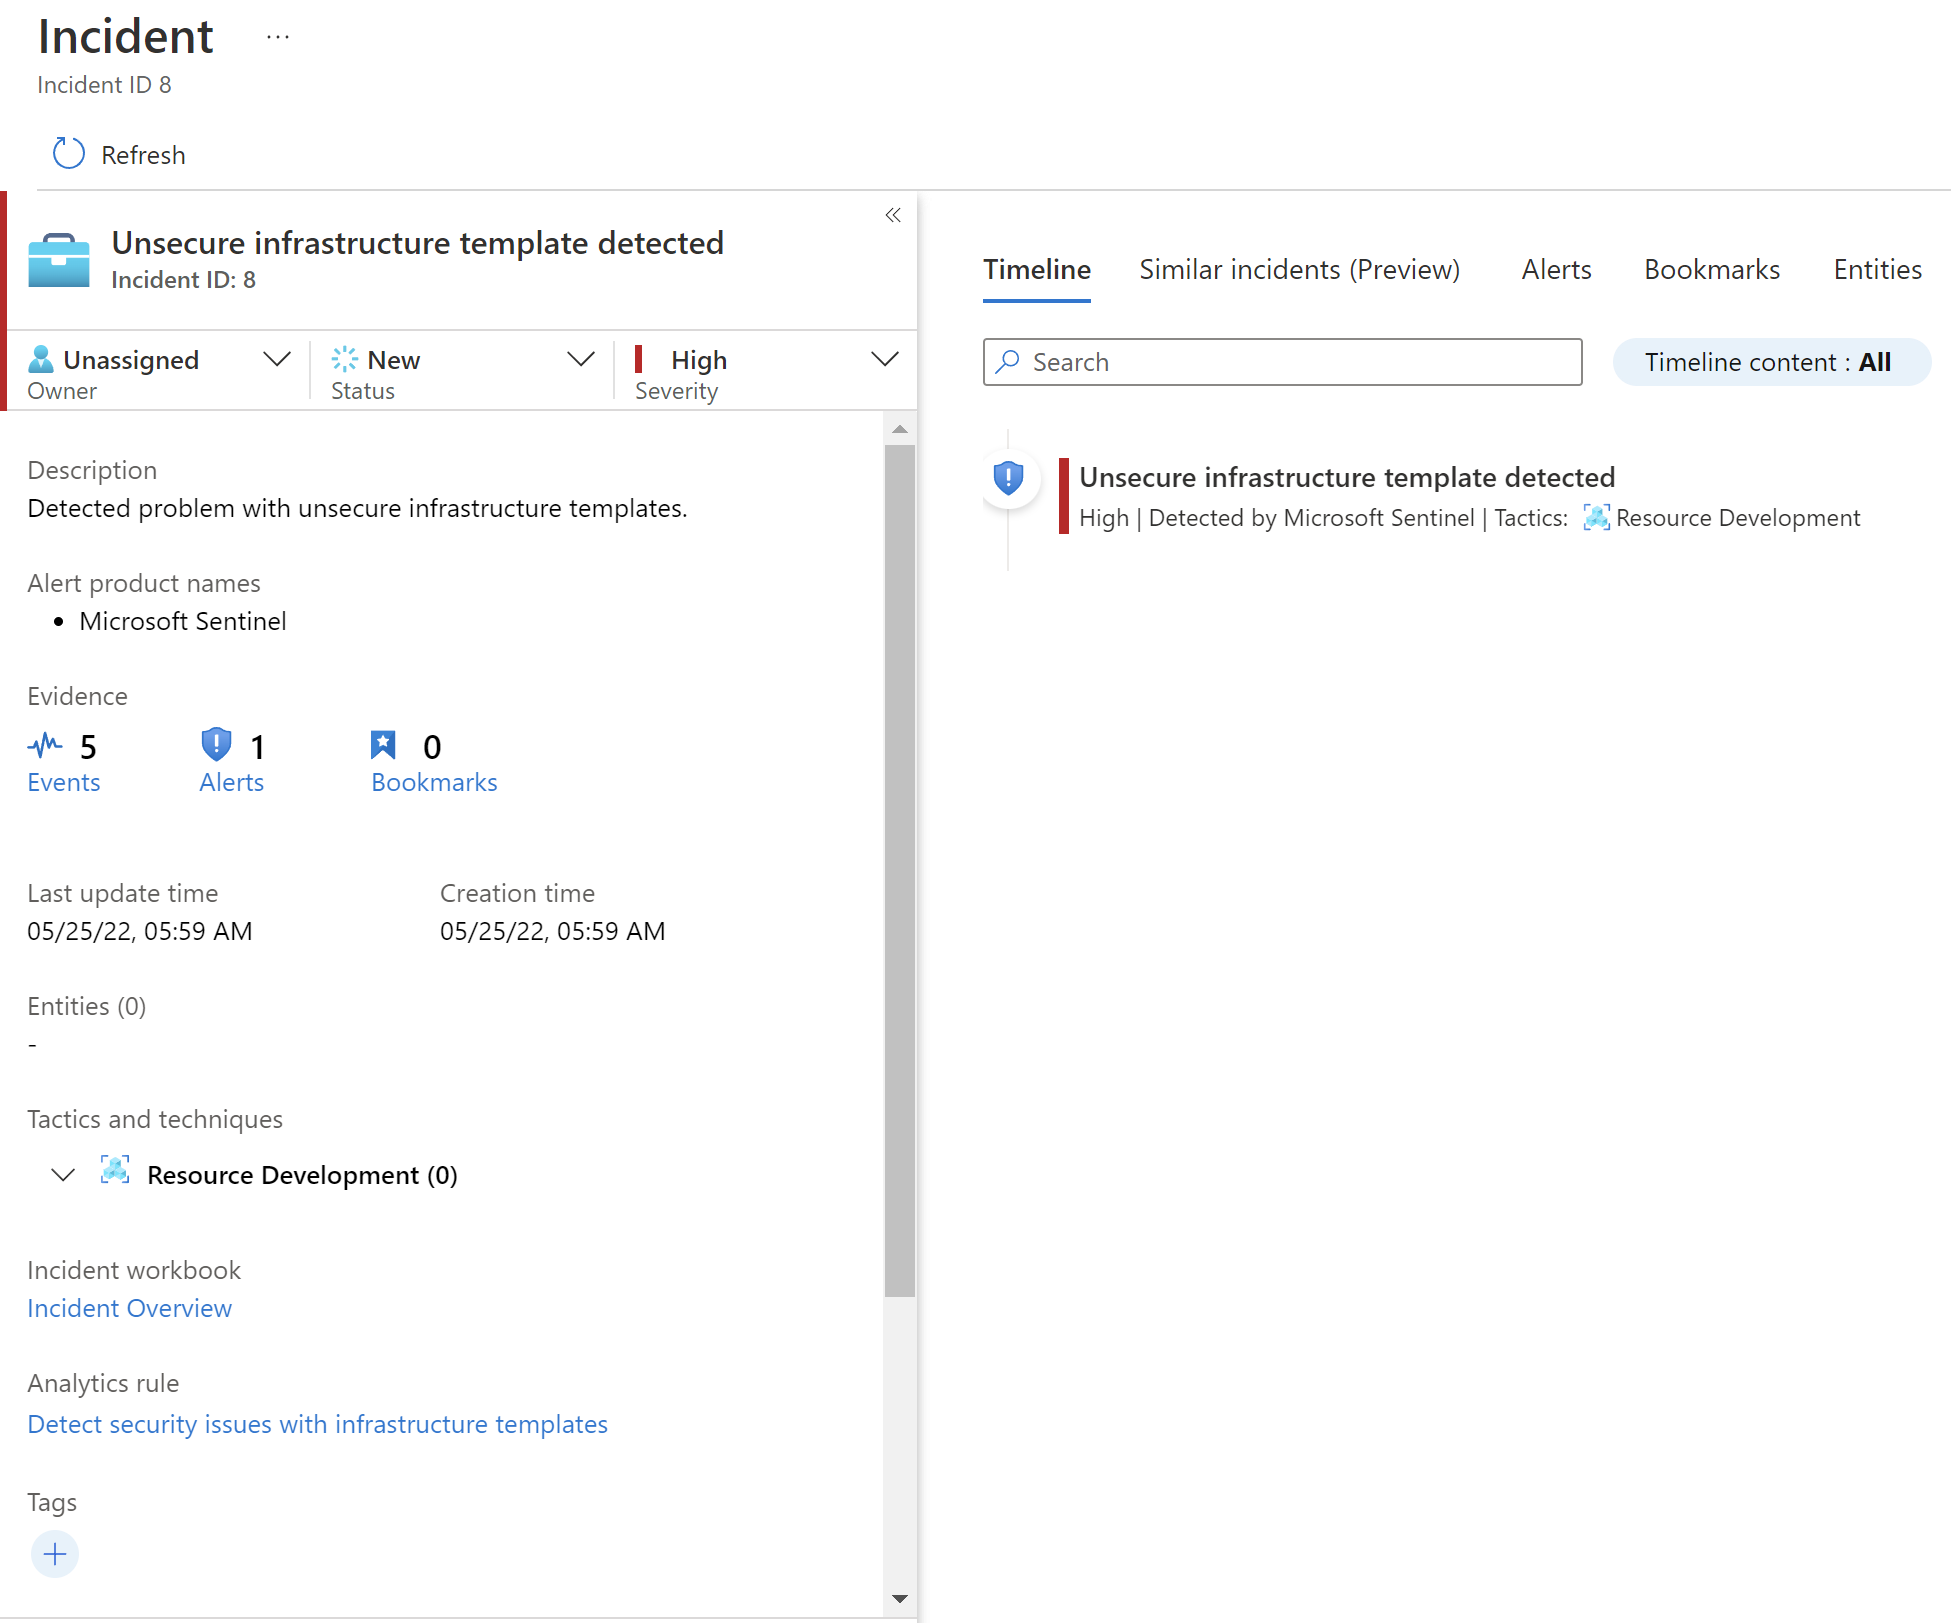 Incident ...
Incident ID 8
Refresh
Unsecure infrastructure template detected
Incident ID: 8
Unassigned
Owner
New
Status
High
Severity
Description
Detected problem with unsecure infrastructure templates.
Alert product names
• Microsoft Sentinel
Evidence
5
Events
1
Alerts
0
Bookmarks
Last update time
05/25/22, 05:59 AM
Creation time
05/25/22, 05:59 AM
Entities (0)
-
Tactics and techniques
Resource Development (0)
Incident workbook
Incident Overview
Analytics rule
Detect security issues with infrastructure templates
Tags
Timeline Similar incidents (Preview) Alerts Bookmarks Entities
Search
Timeline content : All
Unsecure infrastructure template detected
High | Detected by Microsoft Sentinel | Tactics: Resource Development